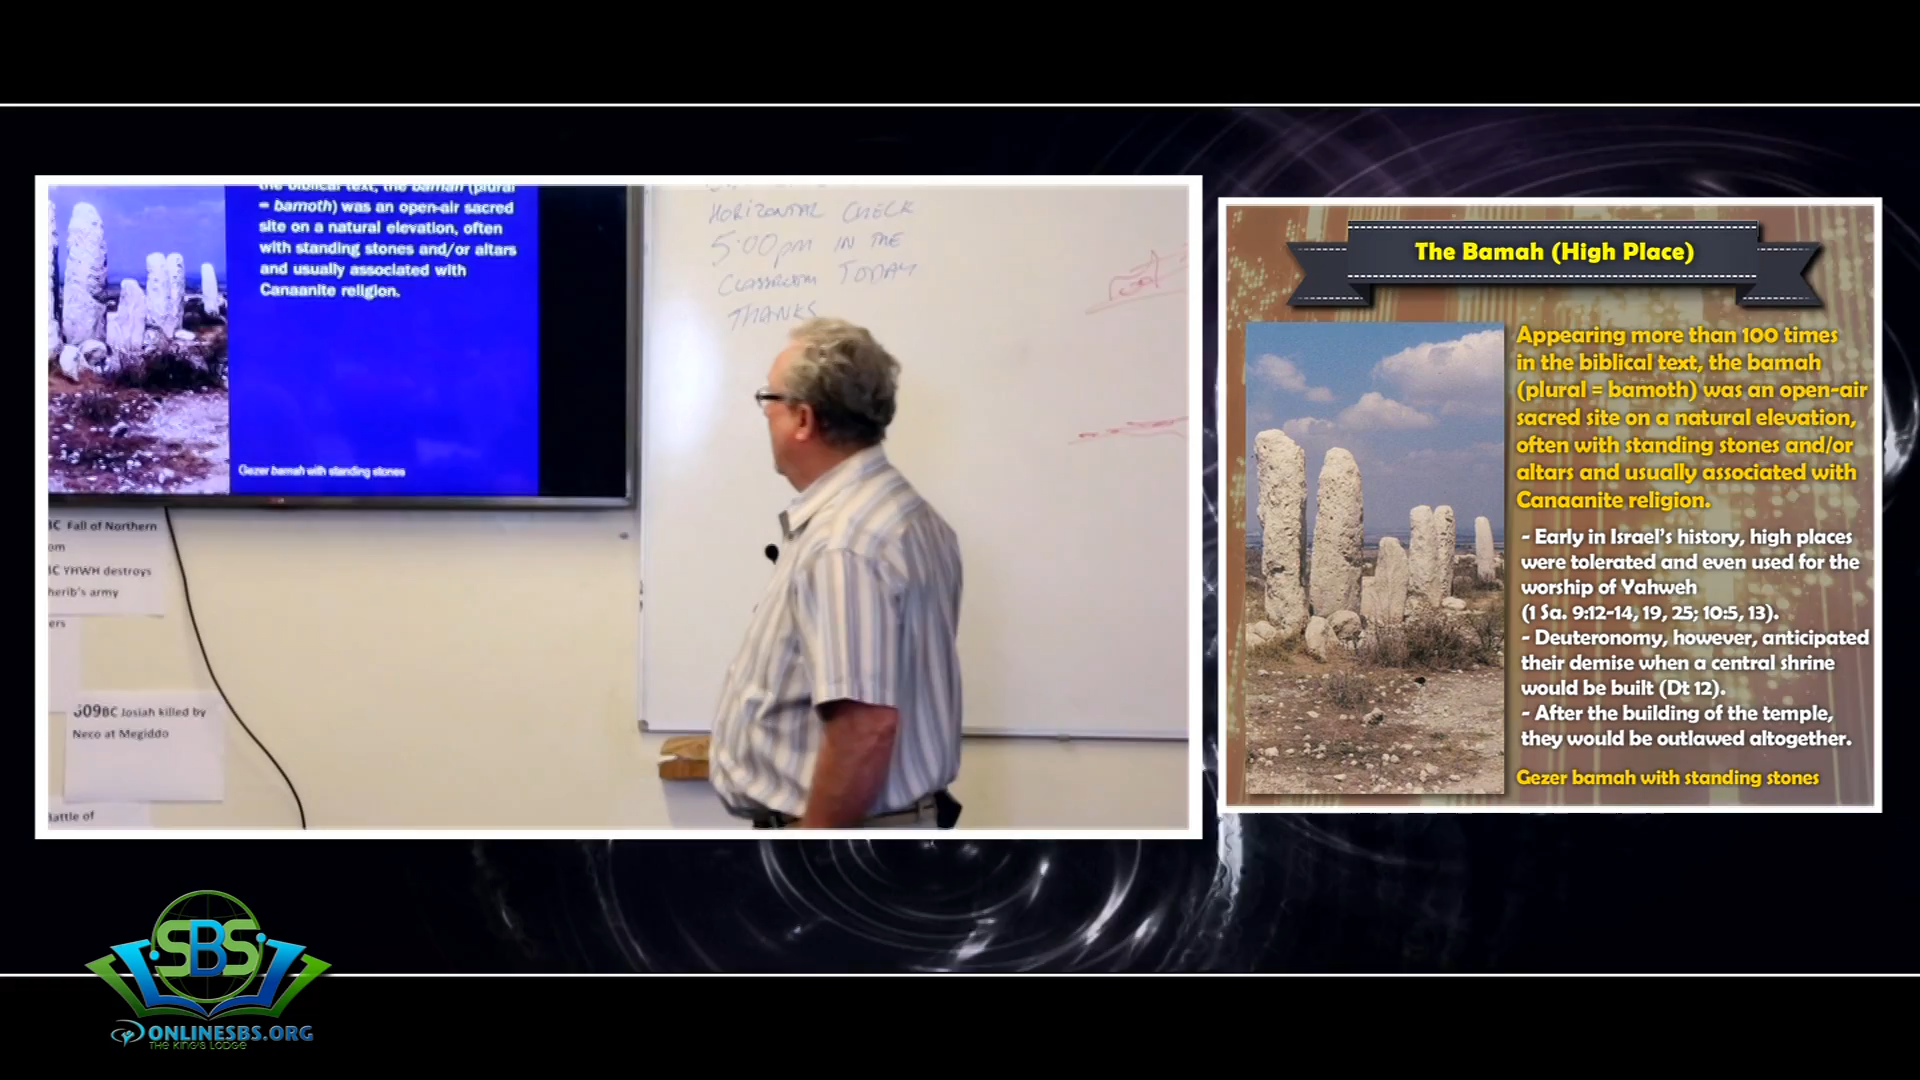 the biblical text, the bamah (plural
= bamoth) was an open-air sacred
site on a natural elevation, often
with standing stones and/or altars
and usually associated with
Canaanite religion.
Gezer bamah with standing stones
HORIZONTAL CHECK
5:00pm IN THE
CLASSROOM TODAY
THANKS
BC Fall of Northern
om
BC YHWH destroys
herib's army
ers
609BC Josiah killed by
Neco at Megiddo
attle of
The Bamah (High Place)
Appearing more than 100 times
in the biblical text, the bamah
(plural = bamoth) was an open-air
sacred site on a natural elevation,
often with standing stones and/or
altars and usually associated with
Canaanite religion.
- Early in Israel's history, high places
were tolerated and even used for the
worship of Yahweh
(1 Sa. 9:12-14, 19, 25; 10:5, 13).
- Deuteronomy, however, anticipated
their demise when a central shrine
would be built (Dt 12).
- After the building of the temple,
they would be outlawed altogether.
Gezer bamah with standing stones
SBS
ONLINESBS.ORG
THE KING'S LODGE